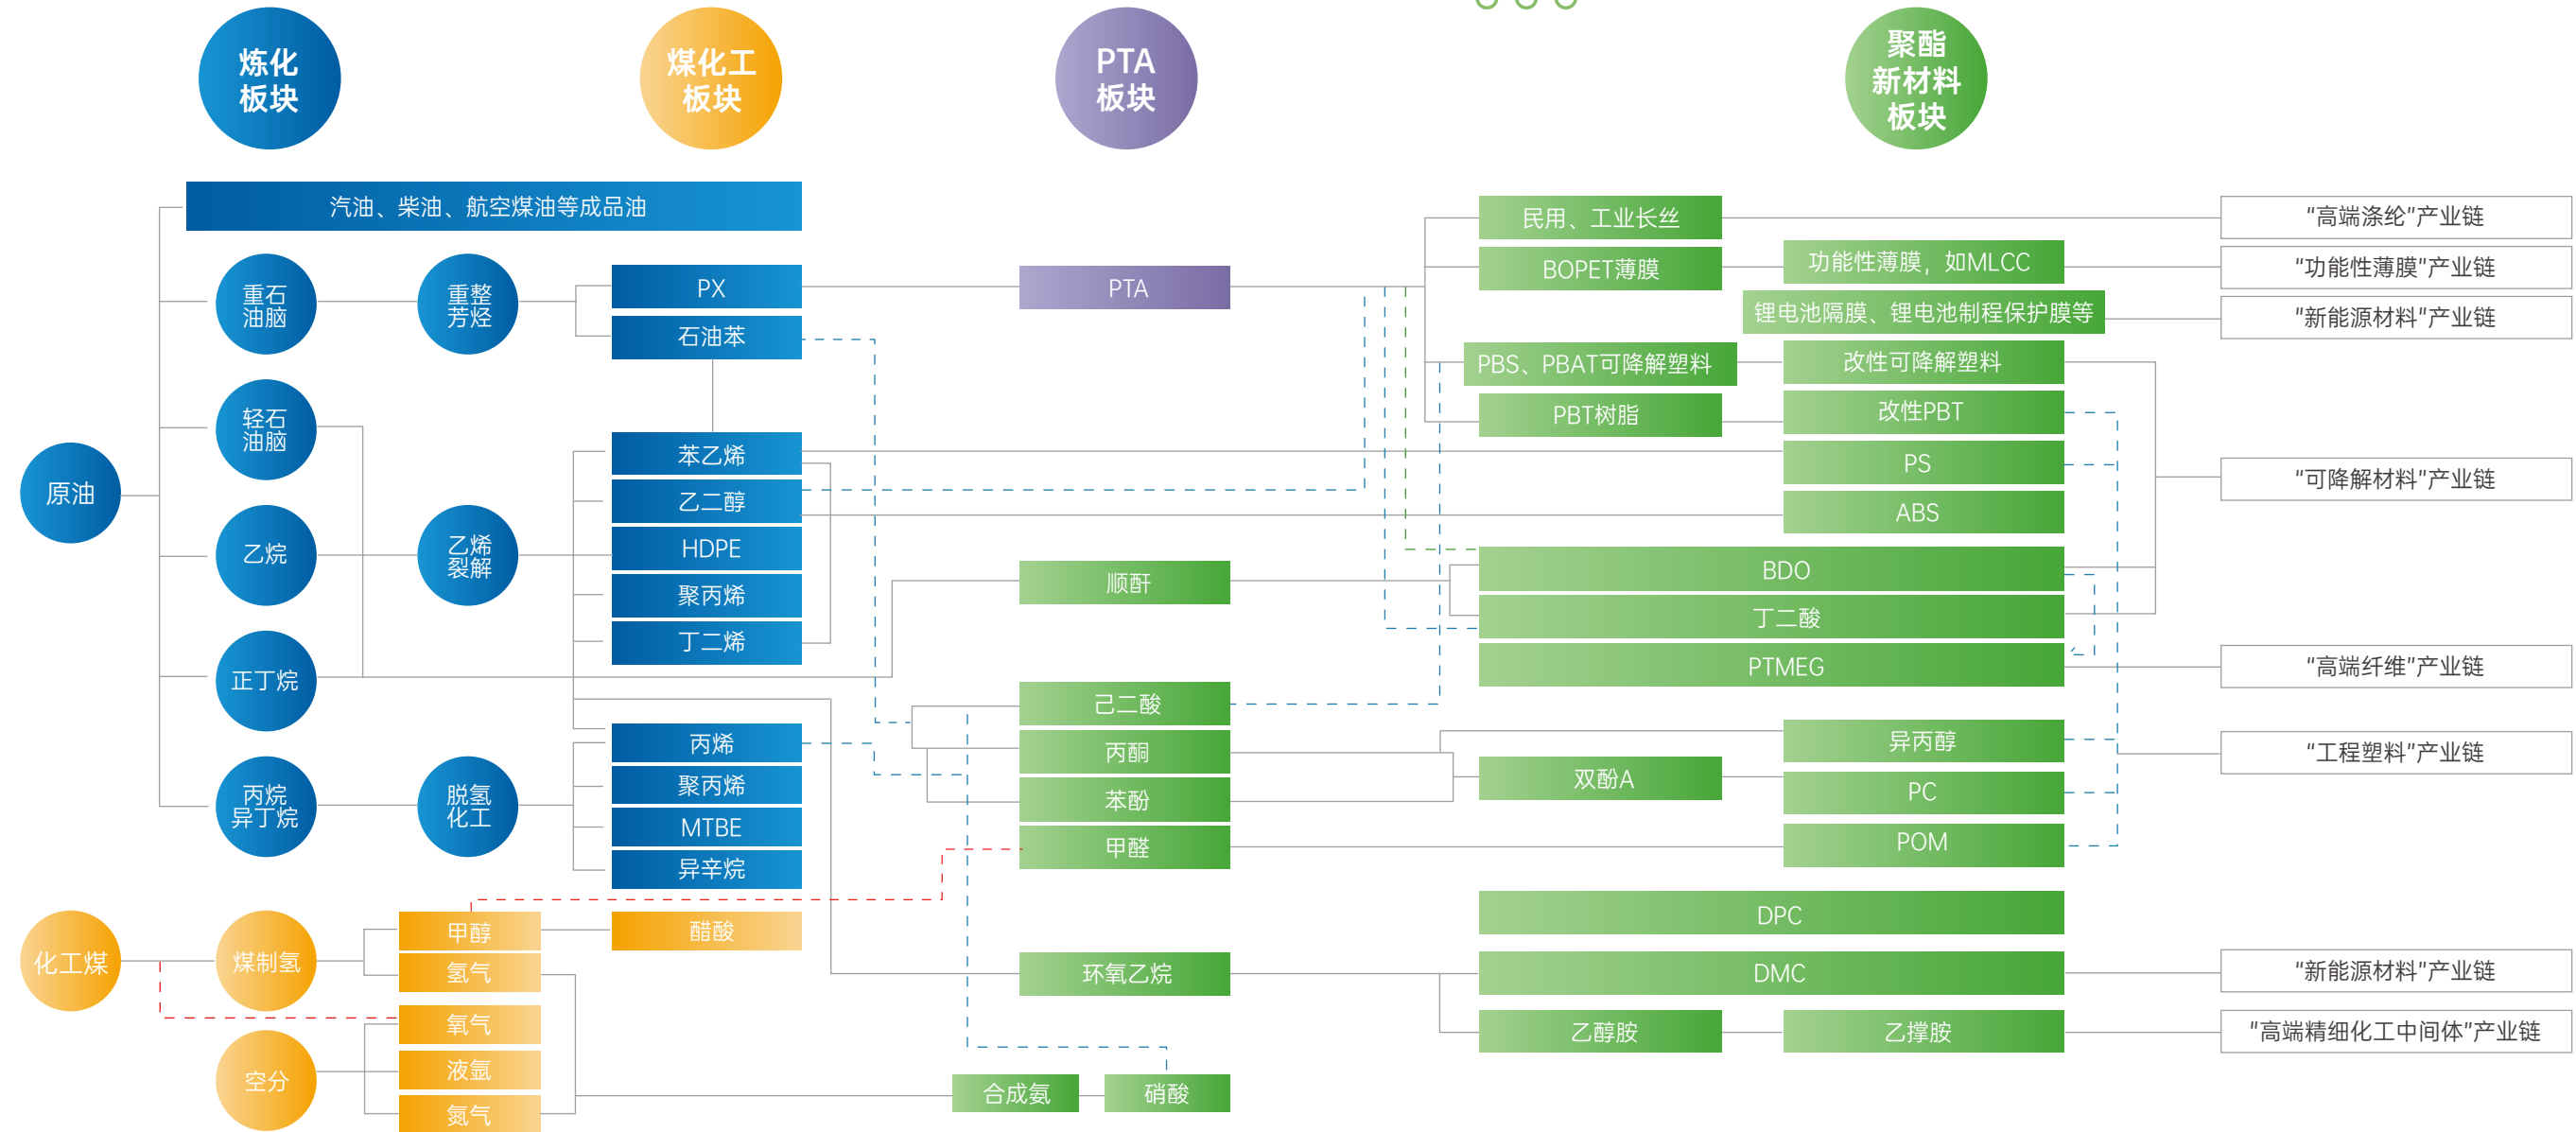 炼化
板块
煤化工
板块
PTA
板块
聚酯
新材料
板块
汽油、柴油、航空煤油等成品油
原油
重石
油脑
轻石
油脑
乙烷
正丁烷
丙烷
异丁烷
重整
芳烃
乙烯
裂解
脱氢
化工
PX
石油苯
苯乙烯
乙二醇
HDPE
聚丙烯
丁二烯
丙烯
聚丙烯
MTBE
异辛烷
化工煤
煤制氢
空分
甲醇
氢气
氧气
液氩
氮气
醋酸
PTA
顺酐
己二酸
丙酮
苯酚
甲醛
环氧乙烷
合成氨
硝酸
民用、工业长丝
BOPET薄膜
功能性薄膜，如MLCC
锂电池隔膜、锂电池制程保护膜等
PBS、PBAT可降解塑料
改性可降解塑料
PBT树脂
改性PBT
PS
ABS
BDO
丁二酸
PTMEG
双酚A
异丙醇
PC
POM
DPC
DMC
乙醇胺
乙撑胺
“高端涤纶”产业链
“功能性薄膜”产业链
“新能源材料”产业链
“可降解材料”产业链
“高端纤维”产业链
“工程塑料”产业链
“新能源材料”产业链
”高端精细化工中间体”产业链